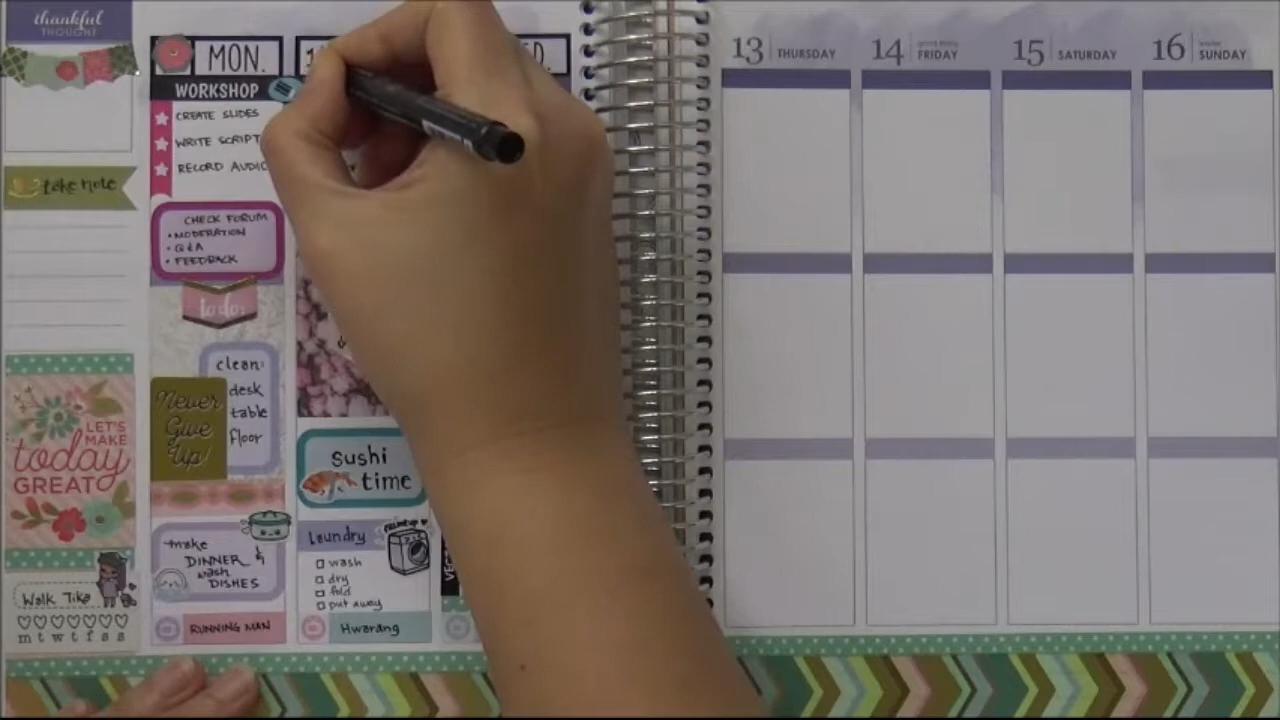 thankful
THOUGHT
take note
LET'S
MAKE
today
GREAT
Walk Tika
m t w t f s s
MON.
WORKSHOP
CREATE SLIDES
WRITE SCRIPT
RECORD AUDIO
CHECK FORUM
• MODERATION
• Q&A
• FEEDBACK
to do
clean:
desk
table
floor
Never
Give
Up!
make
DINNER &
wash
DISHES
RUNNING MAN
sushi
time
Laundry
wash
dry
fold
put away
Hwarang
13 THURSDAY
14 FRIDAY
15 SATURDAY
16 SUNDAY